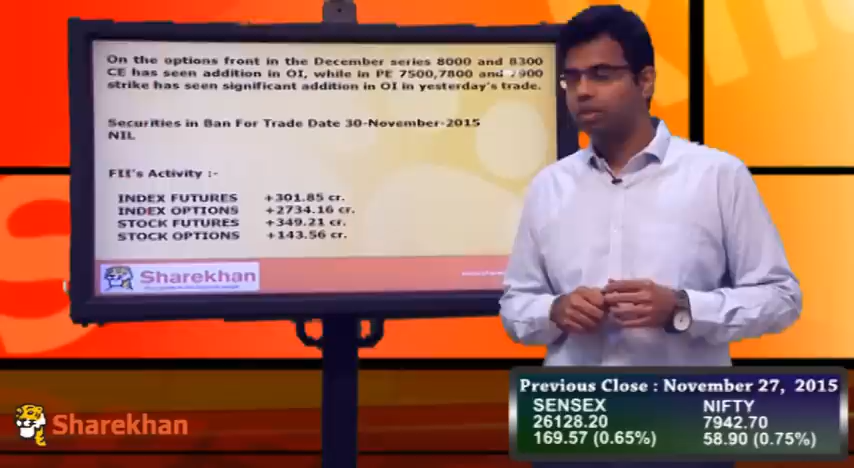 On the options front in the December series 8000 and 8300
CE has seen addition in OI, while in PE 7500,7800 and 7900
strike has seen significant addition in OI in yesterday's trade.
Securities in Ban For Trade Date 30-November-2015
NIL
FII's Activity :-
INDEX FUTURES +301.85 cr.
INDEX OPTIONS +2734.16 cr.
STOCK FUTURES +349.21 cr.
STOCK OPTIONS +143.56 cr.
Sharekhan
Sharekhan
Previous Close : November 27, 2015
SENSEX NIFTY
26128.20 7942.70
169.57 (0.65%) 58.90 (0.75%)